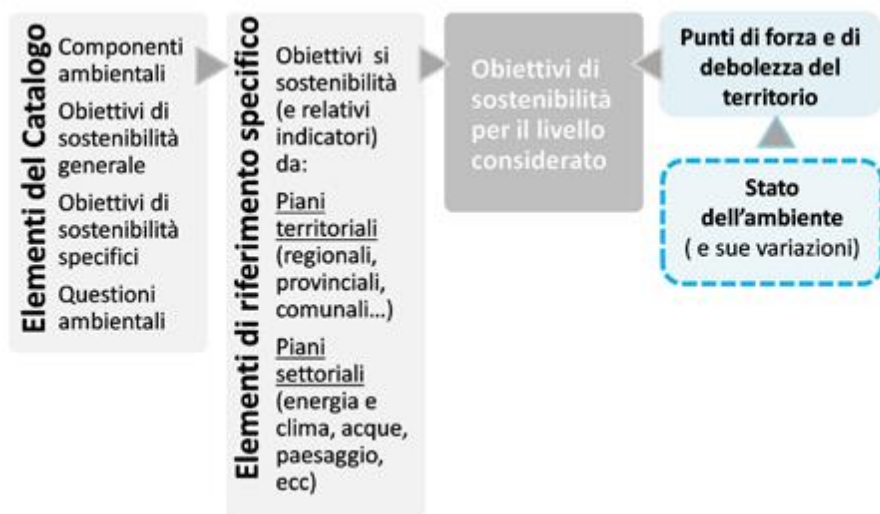 Elementi del Catalogo
Componenti
ambientali
Obiettivi di
sostenibilità
generale
Obiettivi di
sostenibilità
specifici
Questioni
ambientali
Elementi di riferimento specifico
Obiettivi si
sostenibilità
(e relativi
indicatori)
da:
Piani
territoriali
(regionali,
provinciali,
comunali...)
Piani
settoriali
(energia e
clima, acque,
paesaggio,
ecc)
Obiettivi di
sostenibilità
per il livello
considerato
Punti di forza e di
debolezza del
territorio
Stato
dell'ambiente
( e sue variazioni)